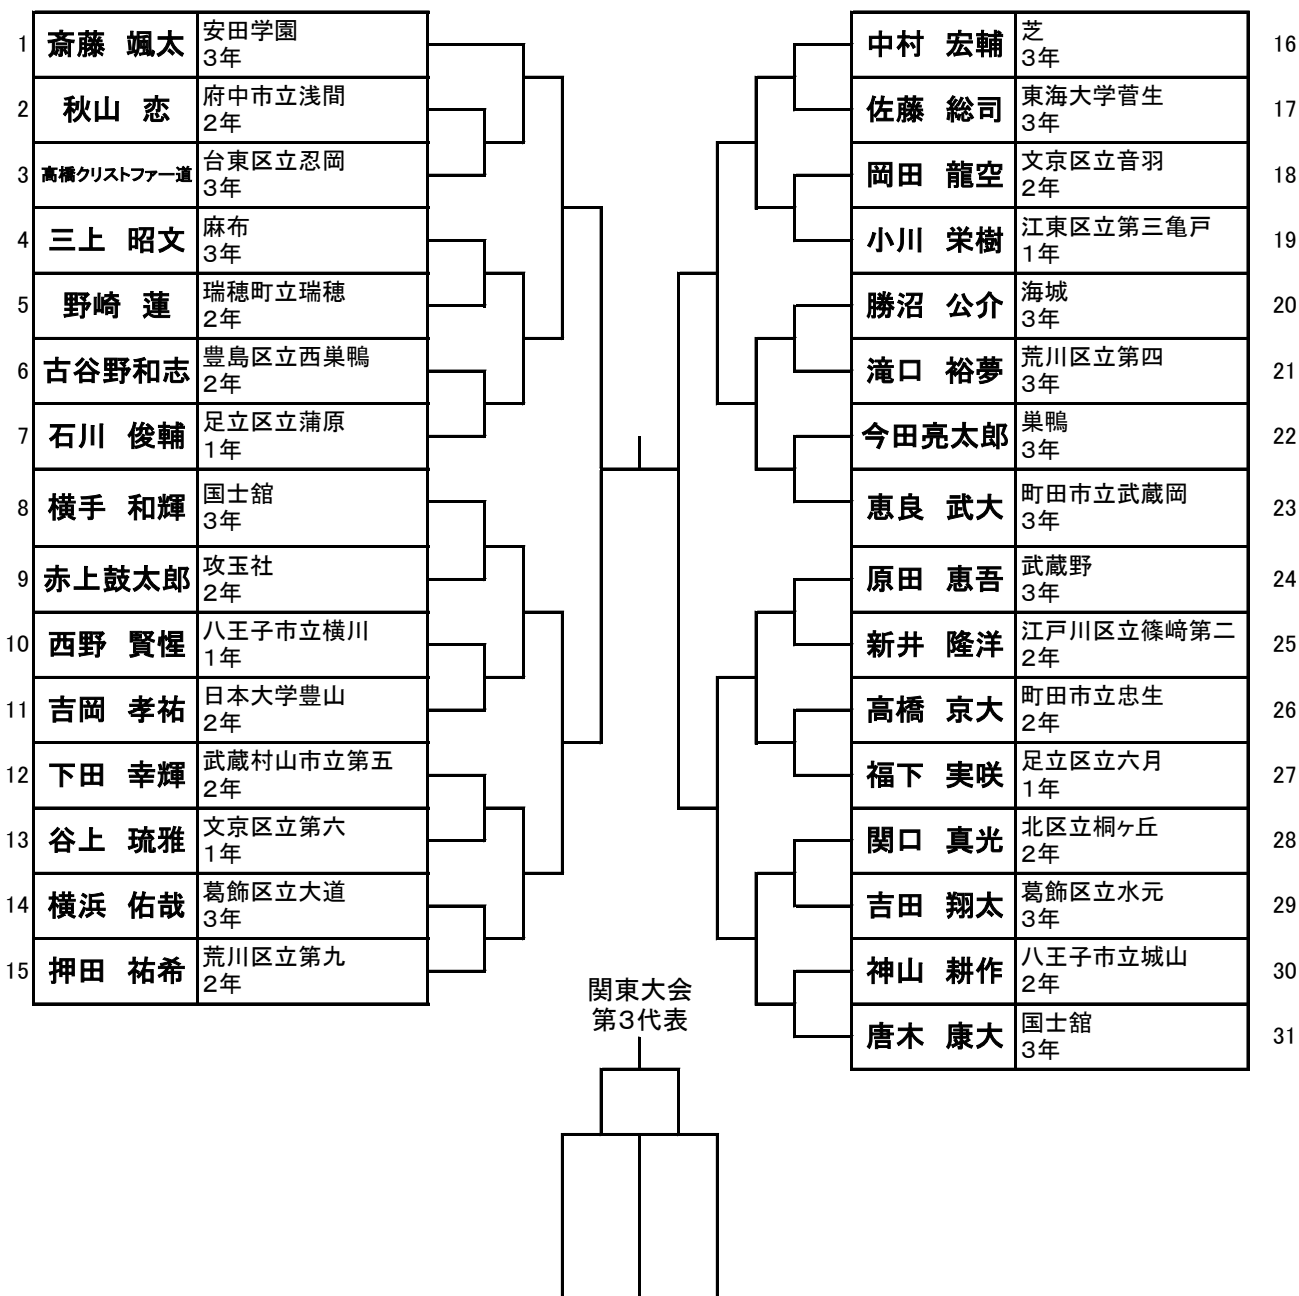 1 斎藤 颯太 安田学園
3年
2 秋山 恋 府中市立浅間
2年
3 高橋クリストファー道 台東区立忍岡
3年
4 三上 昭文 麻布
3年
5 野崎 蓮 瑞穂町立瑞穂
2年
6 古谷野和志 豊島区立西巣鴨
2年
7 石川 俊輔 足立区立蒲原
1年
8 横手 和輝 国士舘
3年
9 赤上鼓太郎 攻玉社
2年
10 西野 賢惺 八王子市立横川
1年
11 吉岡 孝祐 日本大学豊山
2年
12 下田 幸輝 武蔵村山市立第五
2年
13 谷上 琉雅 文京区立第六
1年
14 横浜 佑哉 葛飾区立大道
3年
15 押田 祐希 荒川区立第九
2年
中村 宏輔 芝 16
3年
佐藤 総司 東海大学菅生 17
3年
岡田 龍空 文京区立音羽 18
2年
小川 栄樹 江東区立第三亀戸 19
1年
勝沼 公介 海城 20
3年
滝口 裕夢 荒川区立第四 21
3年
今田亮太郎 巣鴨 22
3年
恵良 武大 町田市立武蔵岡 23
3年
原田 恵吾 武蔵野 24
3年
新井 隆洋 江戸川区立篠﨑第二 25
2年
高橋 京大 町田市立忠生 26
2年
福下 実咲 足立区立六月 27
1年
関口 真光 北区立桐ヶ丘 28
2年
吉田 翔太 葛飾区立水元 29
3年
神山 耕作 八王子市立城山 30
2年
唐木 康大 国士舘 31
3年
関東大会
第3代表